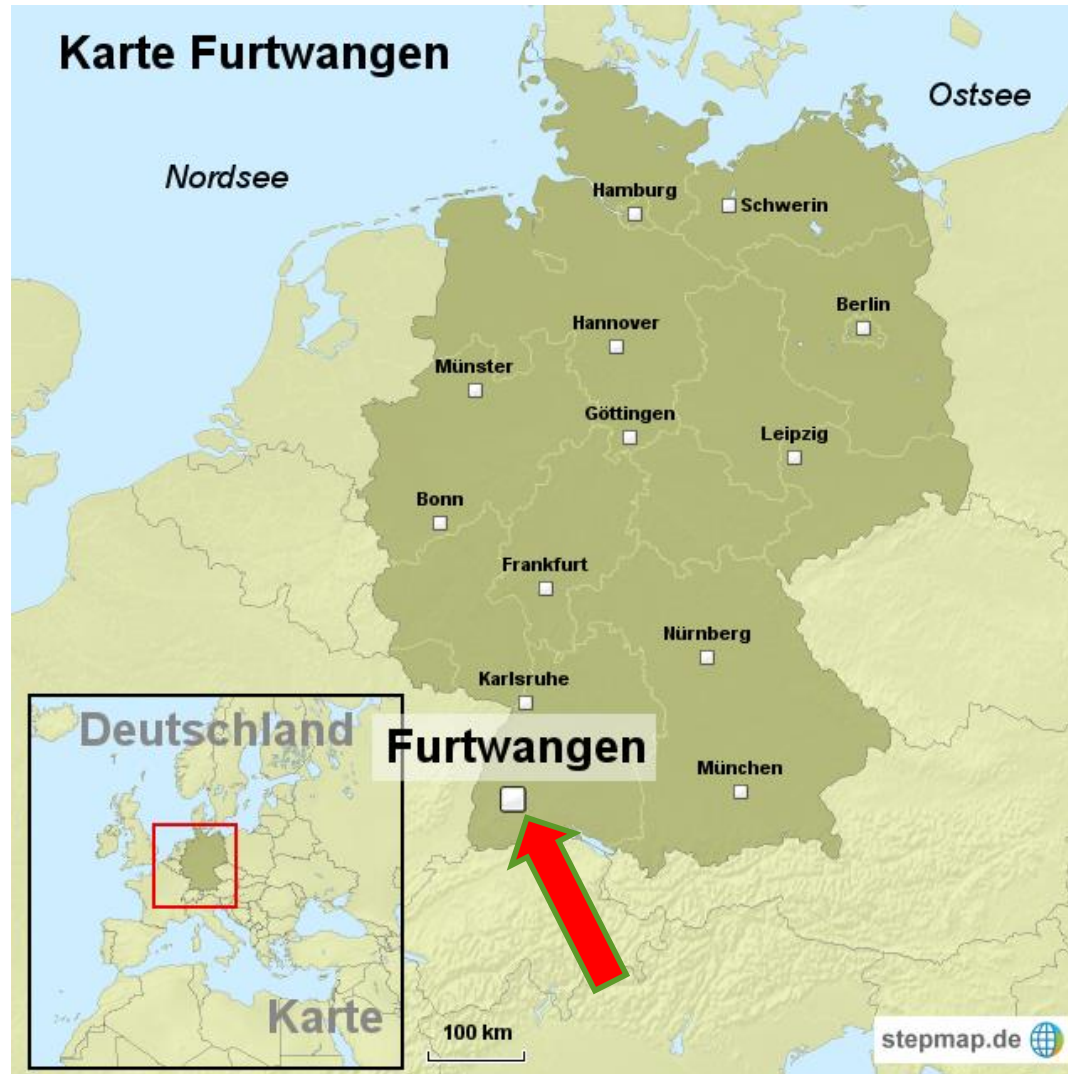 Karte Furtwangen
Ostsee
Nordsee
Hamburg
Schwerin
Berlin
Hannover
Münster
Göttingen
Leipzig
Bonn
Frankfurt
Nürnberg
Karlsruhe
Deutschland
Furtwangen
München
Karte
100 km
stepmap.de